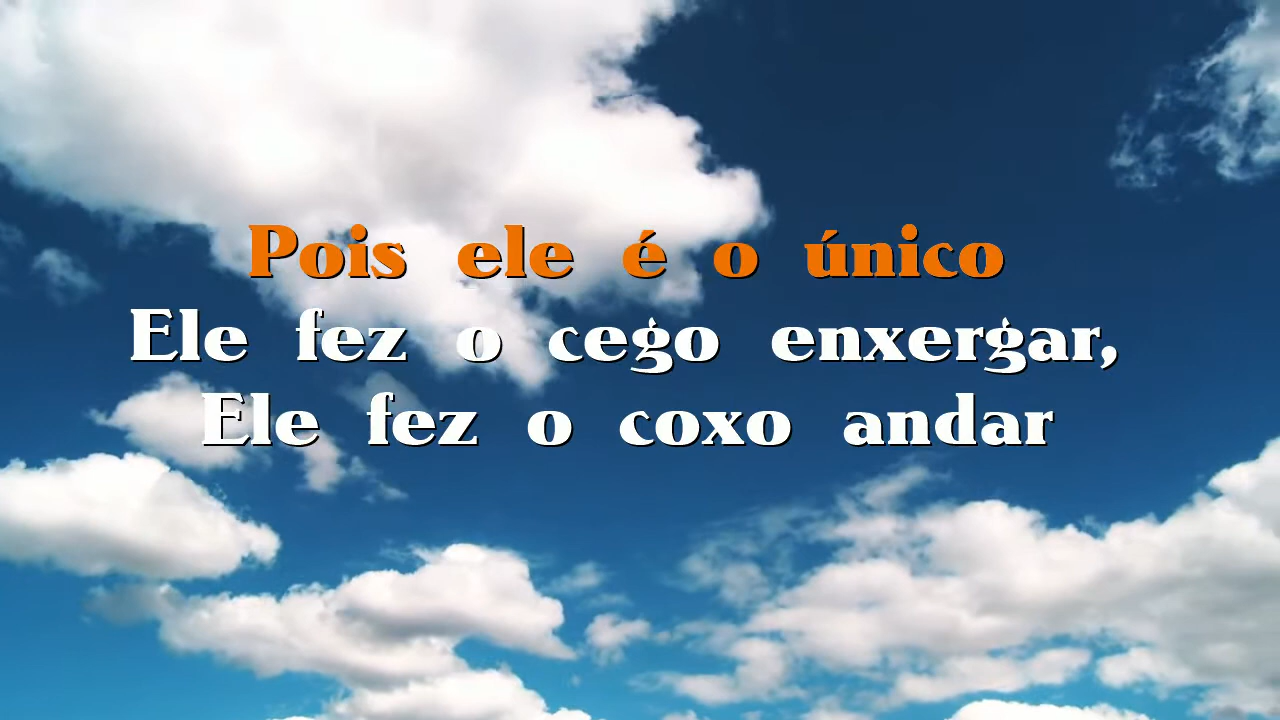 Pois ele é o único
Ele fez o cego enxergar,
Ele fez o coxo andar